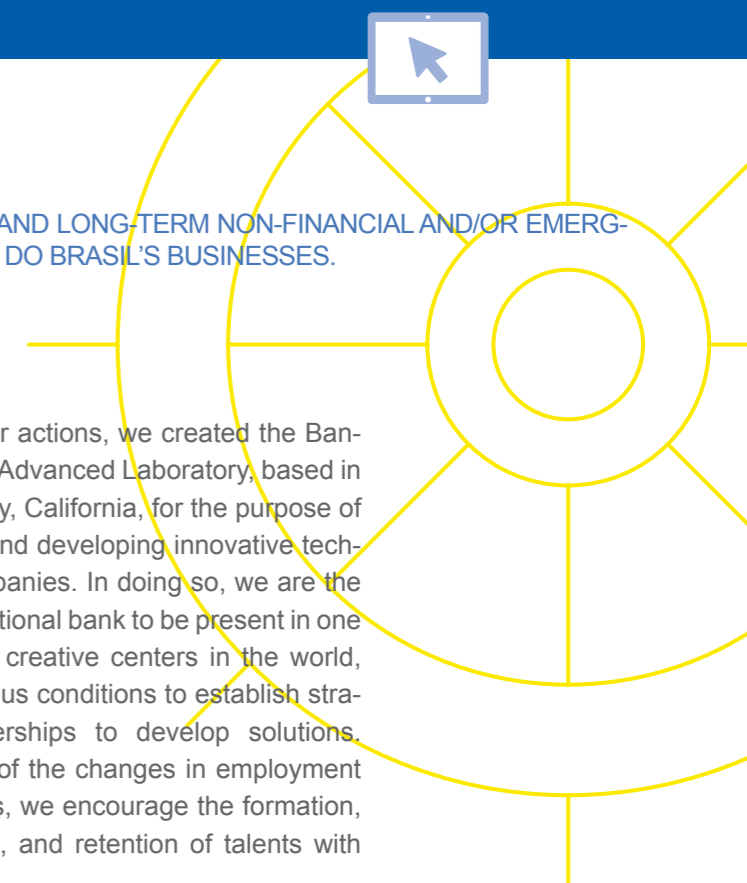 AND LONG-TERM NON-FINANCIAL AND/OR EMERG-
DO BRASIL’S BUSINESSES.
r actions, we created the Ban-
Advanced Laboratory, based in
y, California, for the purpose of
nd developing innovative tech-
panies. In doing so, we are the
tional bank to be present in one
creative centers in the world,
us conditions to establish stra-
erships to develop solutions.
of the changes in employment
s, we encourage the formation,
, and retention of talents with